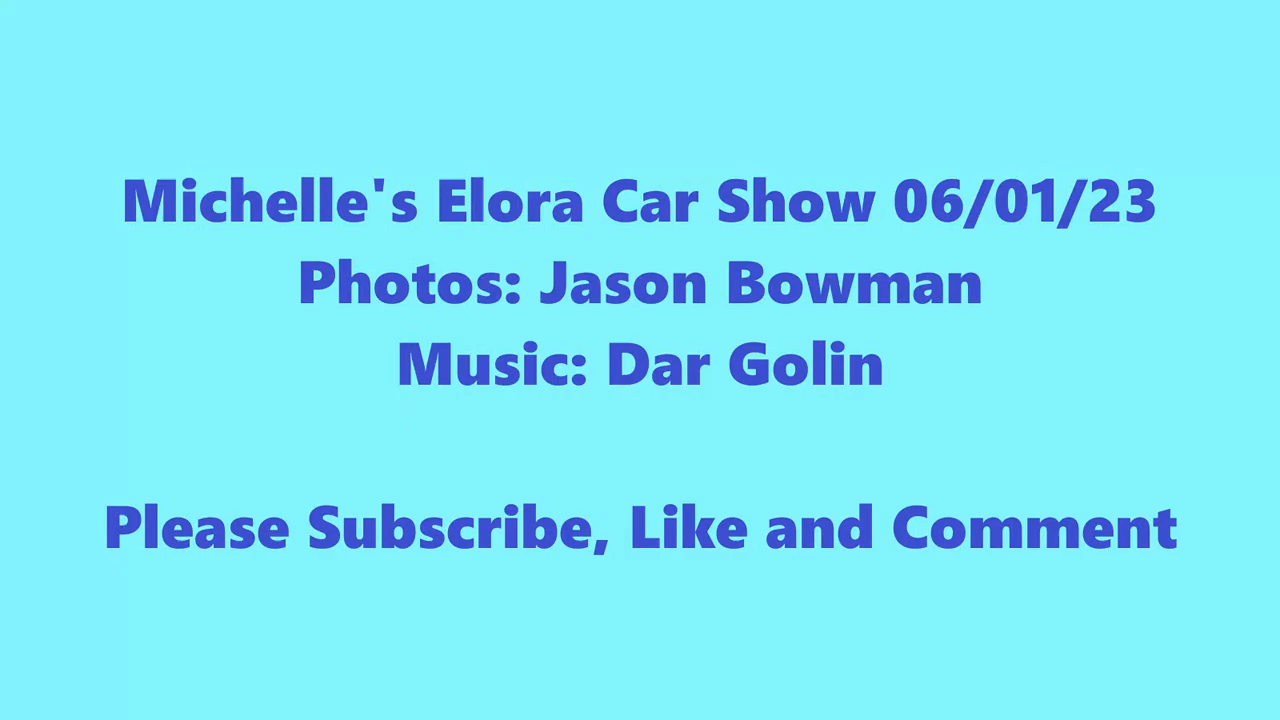 Michelle's Elora Car Show 06/01/23
Photos: Jason Bowman
Music: Dar Golin
Please Subscribe, Like and Comment